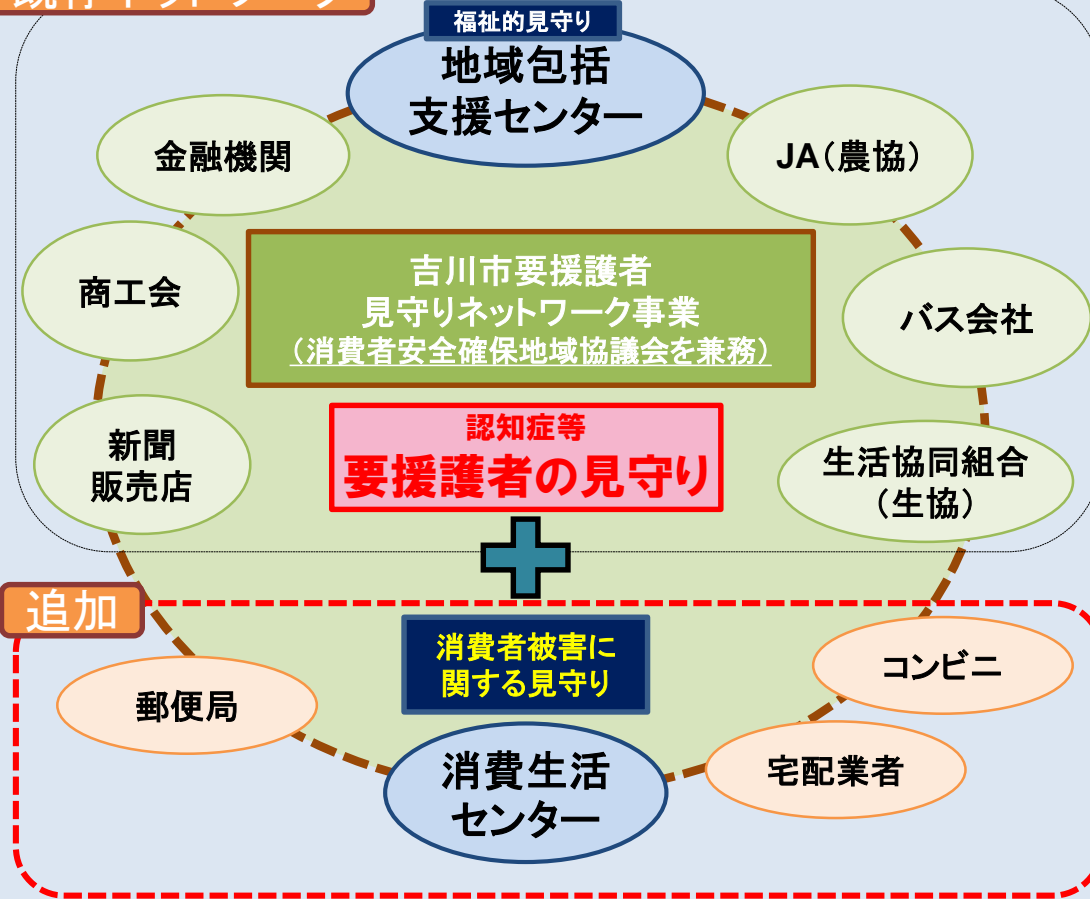 福祉的見守り
地域包括
支援センター
金融機関
JA(農協)
商工会
吉川市要援護者
見守りネットワーク事業
(消費者安全確保地域協議会を兼務)
バス会社
認知症等
要援護者の見守り
新聞
販売店
生活協同組合
(生協)
追加
消費者被害に
関する見守り
コンビニ
郵便局
消費生活
センター
宅配業者